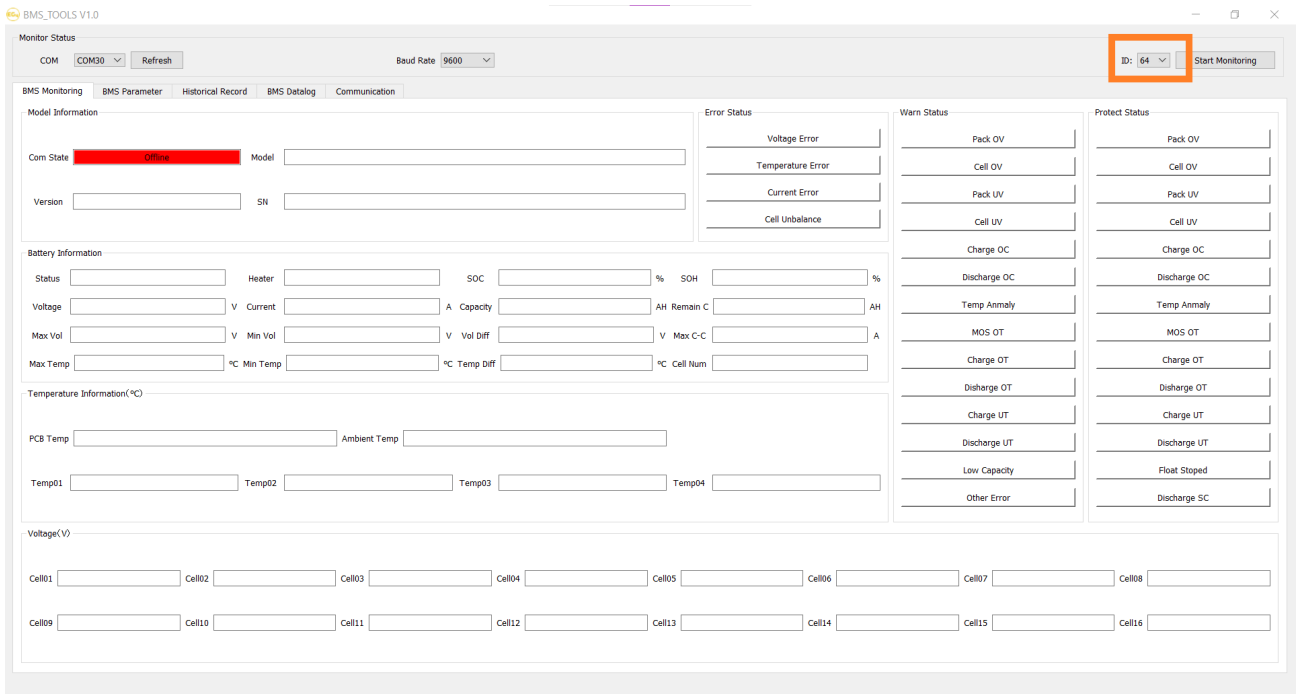 BMS_TOOLS V1.0
Monitor Status
COM COM30 Refresh Baud Rate 9600 ID: 64 Start Monitoring
BMS Monitoring BMS Parameter Historical Record BMS Datalog Communication
Model Information
Com State Offline Model
Version SN
Error Status
Voltage Error
Temperature Error
Current Error
Cell Unbalance
Warn Status
Pack OV
Cell OV
Pack UV
Cell UV
Charge OC
Discharge OC
Temp Anmaly
MOS OT
Charge OT
Disharge OT
Charge UT
Discharge UT
Low Capacity
Other Error
Protect Status
Pack OV
Cell OV
Pack UV
Cell UV
Charge OC
Discharge OC
Temp Anmaly
MOS OT
Charge OT
Disharge OT
Charge UT
Discharge UT
Float Stoped
Discharge SC
Battery Information
Status Heater SOC % SOH %
Voltage V Current A Capacity AH Remain C AH
Max Vol V Min Vol V Vol Diff V Max C-C A
Max Temp ºC Min Temp ºC Temp Diff ºC Cell Num
Temperature Information(ºC)
PCB Temp Ambient Temp
Temp01 Temp02 Temp03 Temp04
Voltage(V)
Cell01 Cell02 Cell03 Cell04 Cell05 Cell06 Cell07 Cell08
Cell09 Cell10 Cell11 Cell12 Cell13 Cell14 Cell15 Cell16